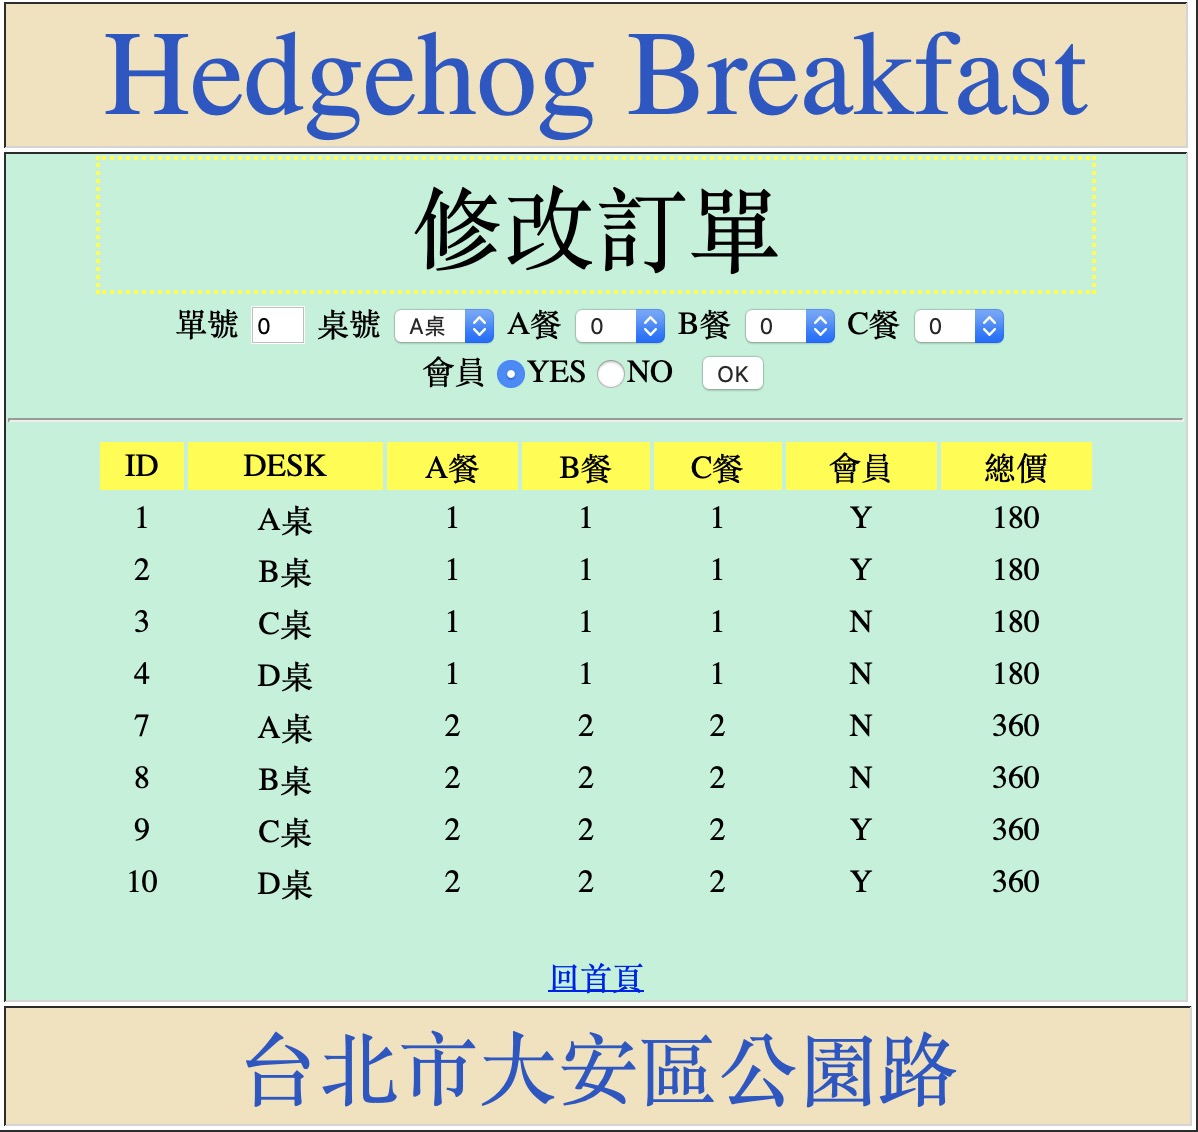 Hedgehog Breakfast
修改訂單
單號 0 桌號 A桌 A餐 0 B餐 0 C餐 0
會員 YES NO OK
ID DESK A餐 B餐 C餐 會員 總價
1 A桌 1 1 1 Y 180
2 B桌 1 1 1 Y 180
3 C桌 1 1 1 N 180
4 D桌 1 1 1 N 180
7 A桌 2 2 2 N 360
8 B桌 2 2 2 N 360
9 C桌 2 2 2 Y 360
10 D桌 2 2 2 Y 360
回首頁
台北市大安區公園路